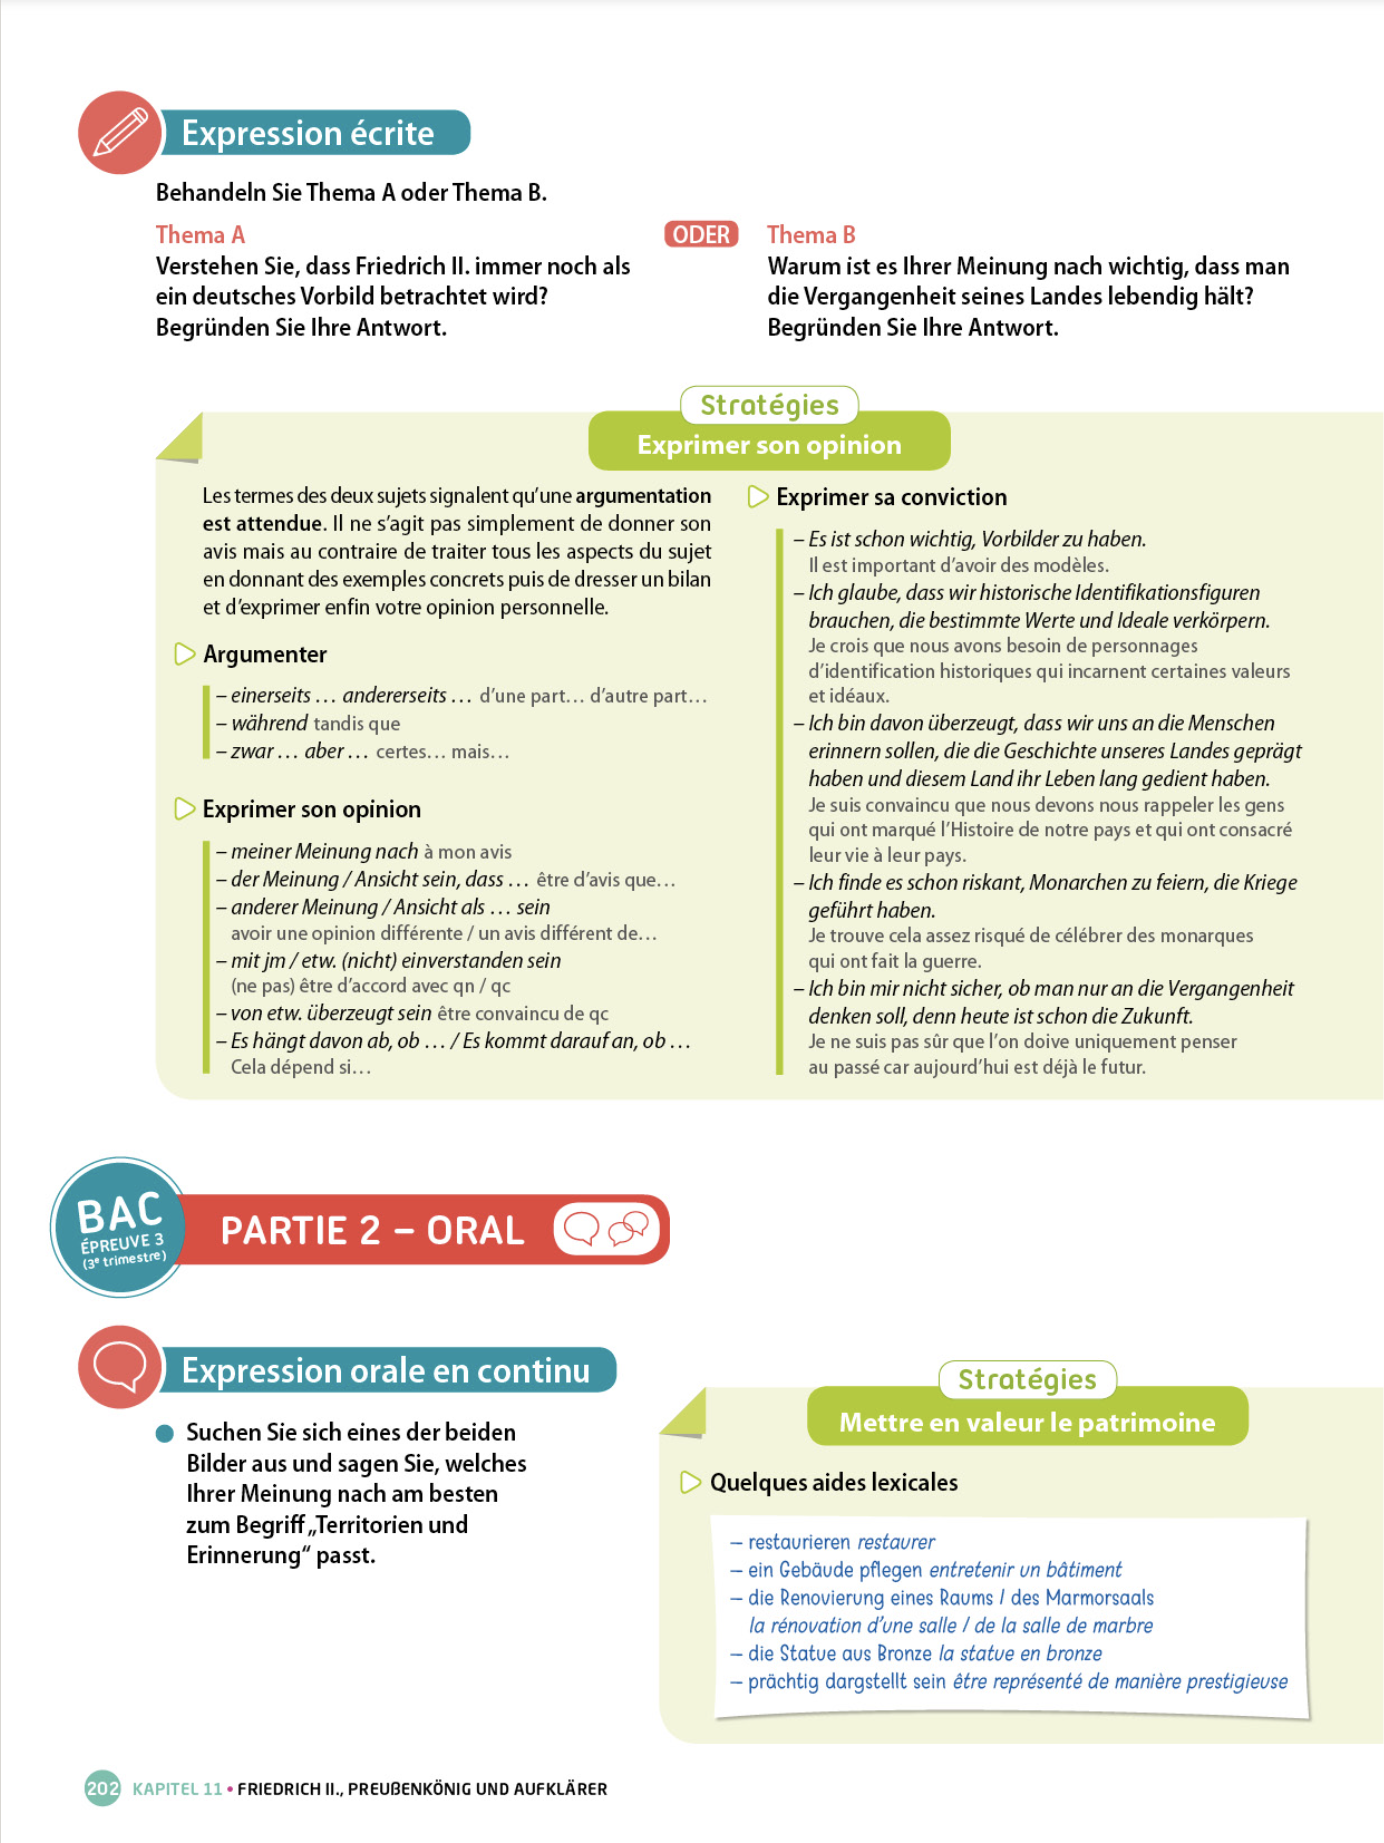 Expression écrite
Behandeln Sie Thema A oder Thema B.
Thema A
Verstehen Sie, dass Friedrich II. immer noch als
ein deutsches Vorbild betrachtet wird?
Begründen Sie Ihre Antwort.
ODER
Thema B
Warum ist es Ihrer Meinung nach wichtig, dass man
die Vergangenheit seines Landes lebendig hält?
Begründen Sie Ihre Antwort.
Stratégies
Exprimer son opinion
Les termes des deux sujets signalent qu'une argumentation
est attendue. Il ne s'agit pas simplement de donner son
avis mais au contraire de traiter tous les aspects du sujet
en donnant des exemples concrets puis de dresser un bilan
et d'exprimer enfin votre opinion personnelle.
Argumenter
– einerseits … andererseits … d'une part… d'autre part…
– während tandis que
– zwar … aber … certes… mais…
Exprimer son opinion
– meiner Meinung nach à mon avis
– der Meinung / Ansicht sein, dass … être d'avis que…
– anderer Meinung / Ansicht als … sein
avoir une opinion différente / un avis différent de…
– mit jm / etw. (nicht) einverstanden sein
(ne pas) être d'accord avec qn / qc
– von etw. überzeugt sein être convaincu de qc
– Es hängt davon ab, ob … / Es kommt darauf an, ob …
Cela dépend si…
Exprimer sa conviction
– Es ist schon wichtig, Vorbilder zu haben.
Il est important d'avoir des modèles.
– Ich glaube, dass wir historische Identifikationsfiguren
brauchen, die bestimmte Werte und Ideale verkörpern.
Je crois que nous avons besoin de personnages
d'identification historiques qui incarnent certaines valeurs
et idéaux.
– Ich bin davon überzeugt, dass wir uns an die Menschen
erinnern sollen, die die Geschichte unseres Landes geprägt
haben und diesem Land ihr Leben lang gedient haben.
Je suis convaincu que nous devons nous rappeler les gens
qui ont marqué l'Histoire de notre pays et qui ont consacré
leur vie à leur pays.
– Ich finde es schon riskant, Monarchen zu feiern, die Kriege
geführt haben.
Je trouve cela assez risqué de célébrer des monarques
qui ont fait la guerre.
– Ich bin mir nicht sicher, ob man nur an die Vergangenheit
denken soll, denn heute ist schon die Zukunft.
Je ne suis pas sûr que l'on doive uniquement penser
au passé car aujourd'hui est déjà le futur.
BAC
ÉPREUVE 3
(3e trimestre)
PARTIE 2 – ORAL
Expression orale en continu
Suchen Sie sich eines der beiden
Bilder aus und sagen Sie, welches
Ihrer Meinung nach am besten
zum Begriff „Territorien und
Erinnerung" passt.
Stratégies
Mettre en valeur le patrimoine
Quelques aides lexicales
– restaurieren restaurer
– ein Gebäude pflegen entretenir un bâtiment
– die Renovierung eines Raums / des Marmorsaals
la rénovation d'une salle / de la salle de marbre
– die Statue aus Bronze la statue en bronze
– prächtig dargstellt sein être représenté de manière prestigieuse
202 KAPITEL 11 • FRIEDRICH II., PREUßENKÖNIG UND AUFKLÄRER